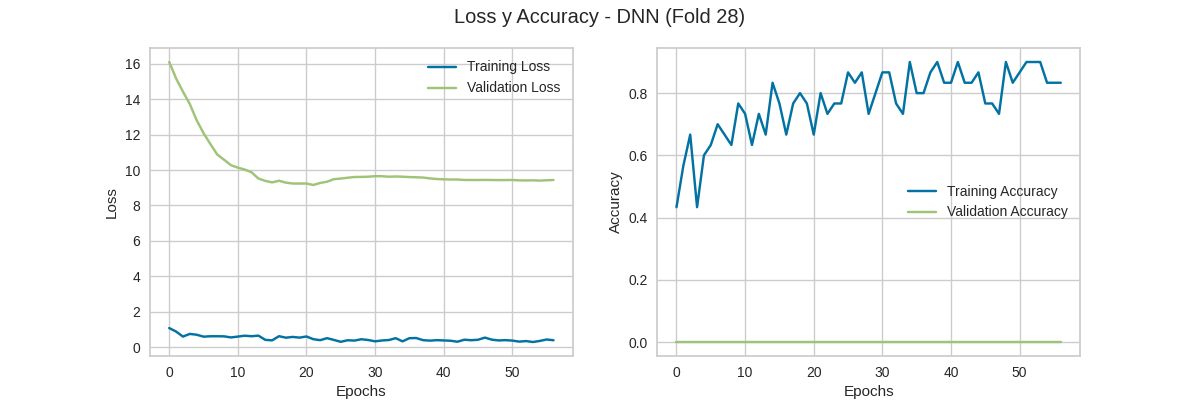 Loss y Accuracy - DNN (Fold 28)
16
14
12
10
8
6
4
2
0
Loss
Training Loss
Validation Loss
0 10 20 30 40 50
Epochs
0.8
0.6
0.4
0.2
0.0
Accuracy
Training Accuracy
Validation Accuracy
0 10 20 30 40 50
Epochs